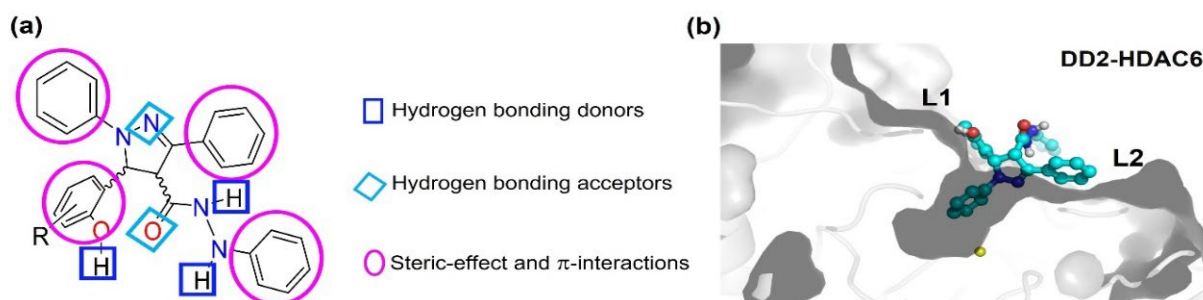 (a)
N
N
R
O
H
O
N
H
N
H
Hydrogen bonding donors
Hydrogen bonding acceptors
Steric-effect and π-interactions
(b)
DD2-HDAC6
L1
L2